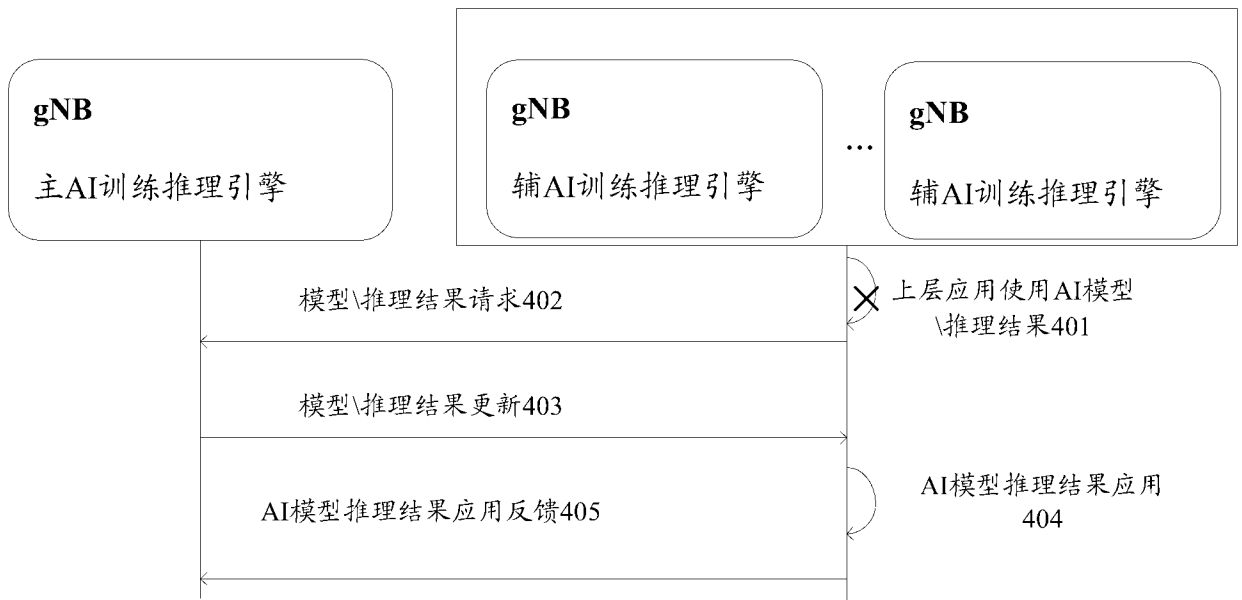 gNB
主AI训练推理引擎
gNB
辅AI训练推理引擎
...
gNB
辅AI训练推理引擎
上层应用使用AI模型
\推理结果401
模型\推理结果请求402
模型\推理结果更新403
AI模型推理结果应用
404
AI模型推理结果应用反馈405